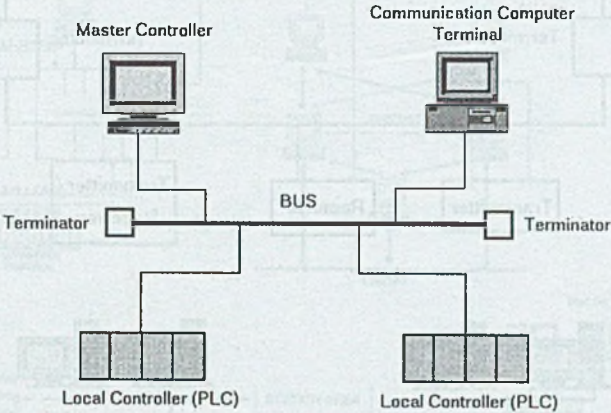 Communication Computer
Terminal
Master Controller
BUS
Terminator
Terminator
Local Controller (PLC)
Local Controller (PLC)